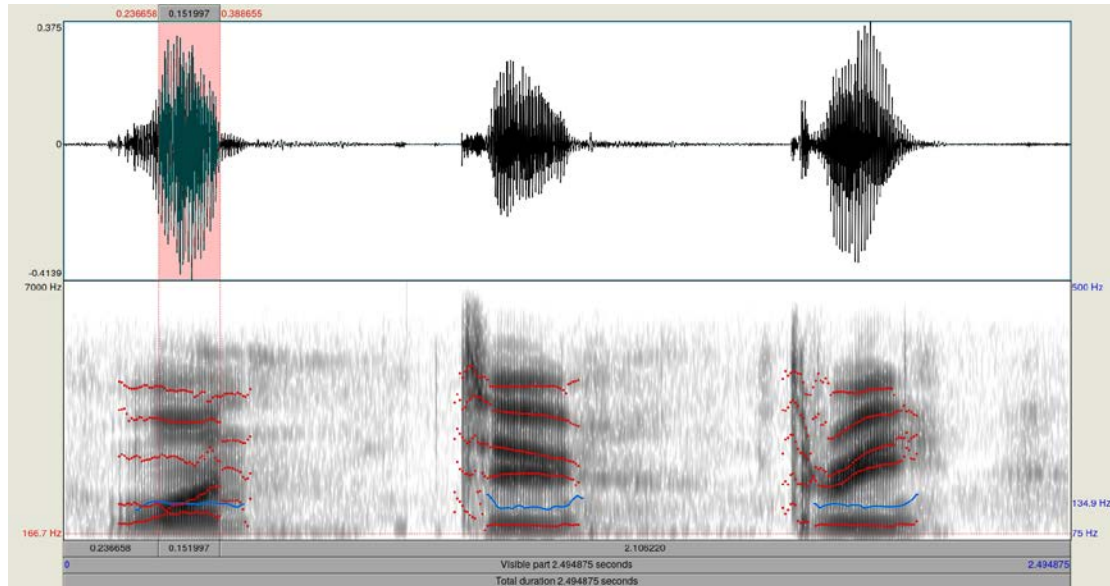 0.236658 0.151997 0.388655
0.375
0
-0.4139
7000 Hz 500 Hz
134.9 Hz
166.7 Hz 75 Hz
0.236658 0.151997 2.106220
0 Visible part 2.494875 seconds 2.494875
Total duration 2.494875 seconds